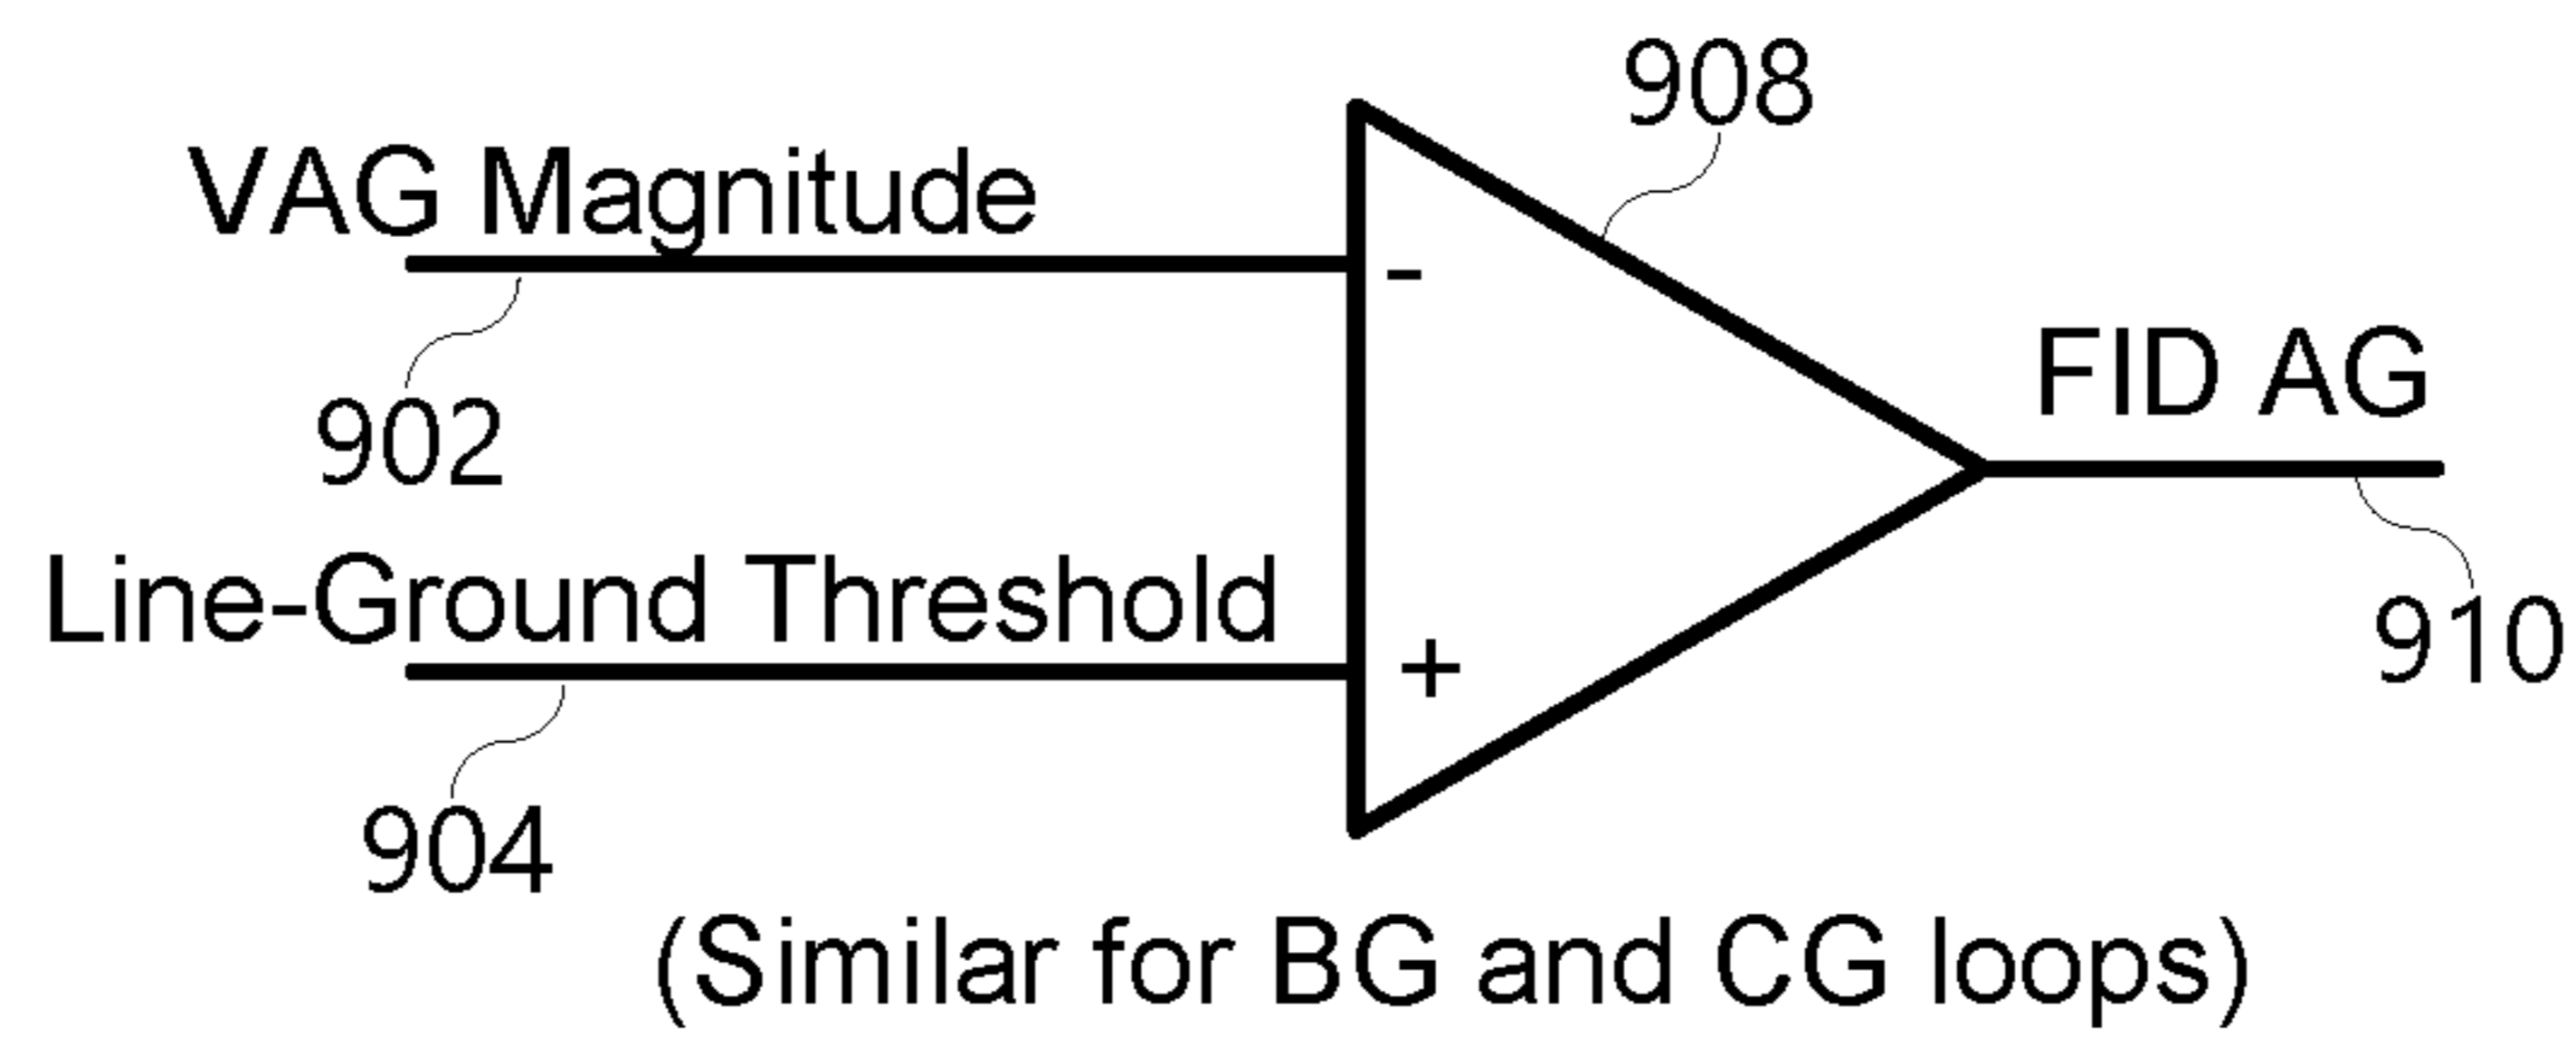 908
VAG Magnitude
-
902
FID AG
Line-Ground Threshold
+
910
904
(Similar for BG and CG loops)